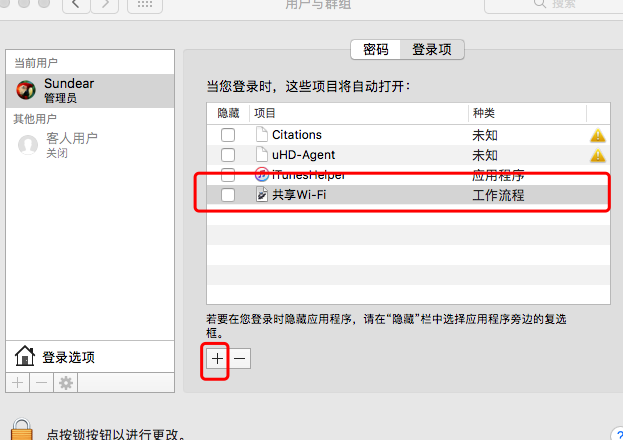 用户与群组
搜索
密码
登录项
当前用户
Sundear
管理员
其他用户
客人用户
关闭
登录选项
当您登录时，这些项目将自动打开：
隐藏 项目 种类
Citations 未知
uHD-Agent 未知
iTunesHelper 应用程序
共享Wi-Fi 工作流程
若要在您登录时隐藏应用程序，请在“隐藏”栏中选择应用程序旁边的复选
框。
点按锁按钮以进行更改。
?